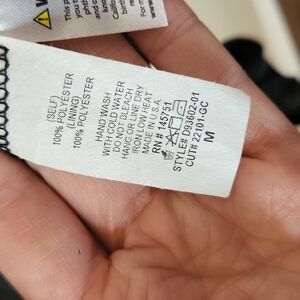 (SELF)
100% POLYESTER
(LINING)
100% POLYESTER
HAND WASH
WITH COLD WATER
DO NOT BLEACH
HANG OR LINE DRY
IRON LOW HEAT
MADE IN U.S.A
RN # 145751
STYLE# D93602-01
CUT# 22101-GC
M